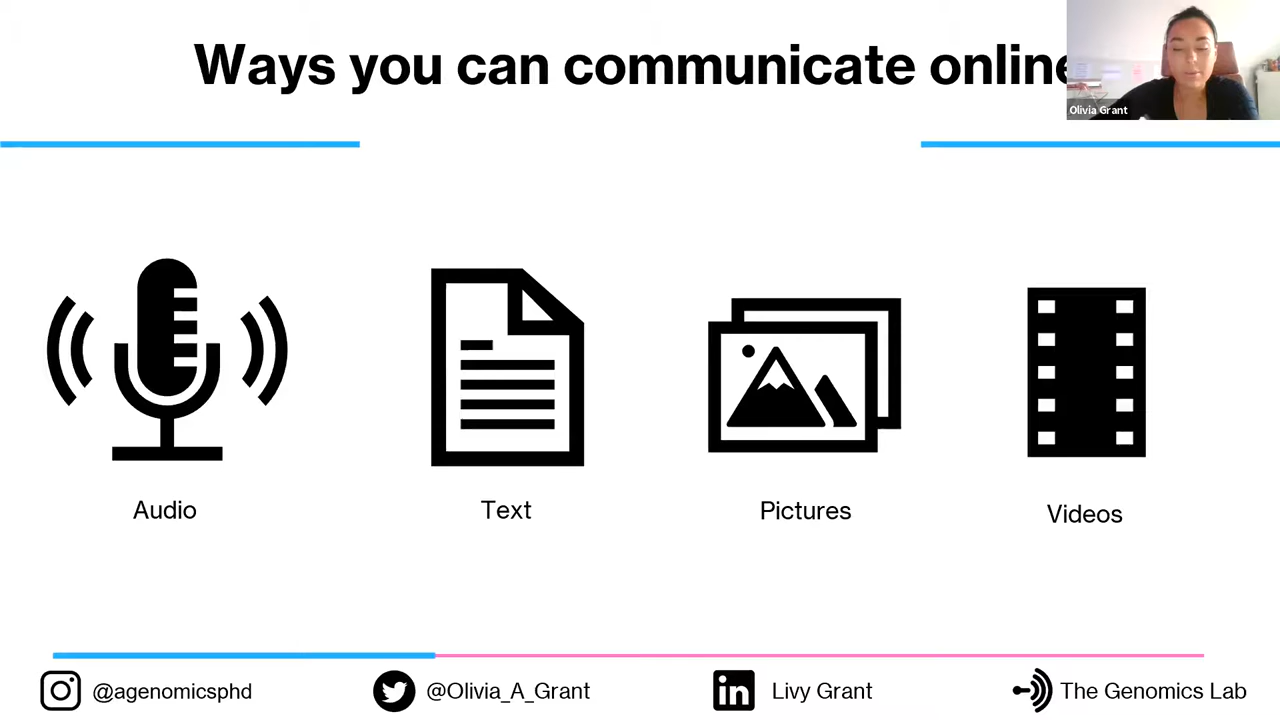 Ways you can communicate online
Olivia Grant
Audio
Text
Pictures
Videos
@agenomicsphd
@Olivia_A_Grant
Livy Grant
The Genomics Lab